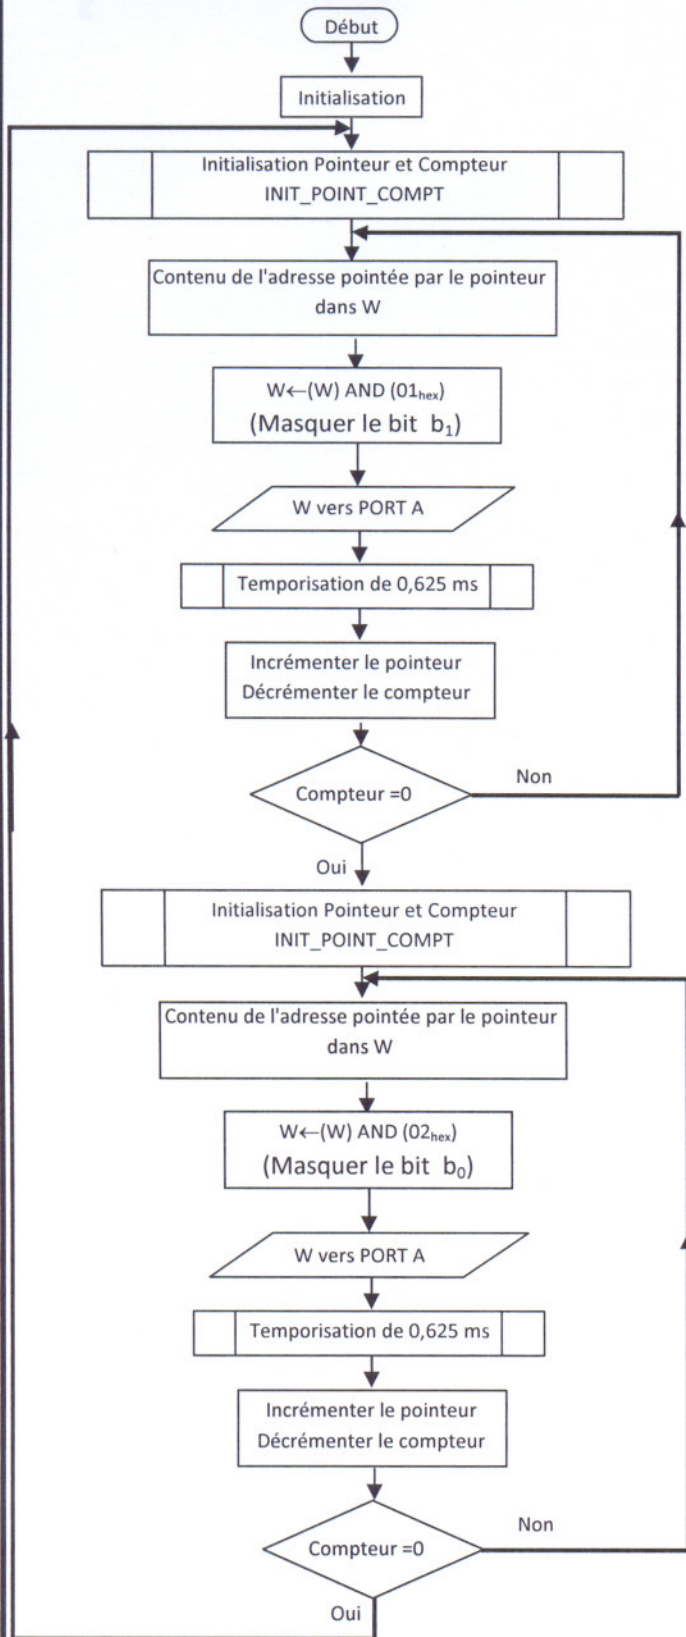 Début
Initialisation
Initialisation Pointeur et Compteur
INIT_POINT_COMPT
Contenu de l'adresse pointée par le pointeur
dans W
W←(W) AND (01hex)
(Masquer le bit b1)
W vers PORT A
Temporisation de 0,625 ms
Incrémenter le pointeur
Décrémenter le compteur
Compteur =0
Non
Oui
Initialisation Pointeur et Compteur
INIT_POINT_COMPT
Contenu de l'adresse pointée par le pointeur
dans W
W←(W) AND (02hex)
(Masquer le bit b0)
W vers PORT A
Temporisation de 0,625 ms
Incrémenter le pointeur
Décrémenter le compteur
Compteur =0
Non
Oui